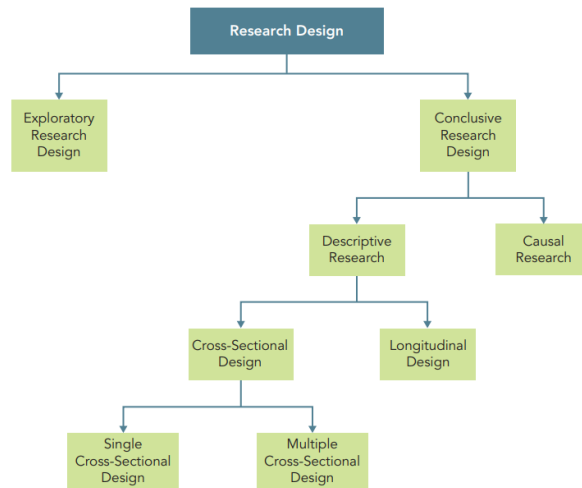 Research Design
Exploratory
Research
Design
Conclusive
Research
Design
Descriptive
Research
Causal
Research
Cross-Sectional
Design
Longitudinal
Design
Single
Cross-Sectional
Design
Multiple
Cross-Sectional
Design